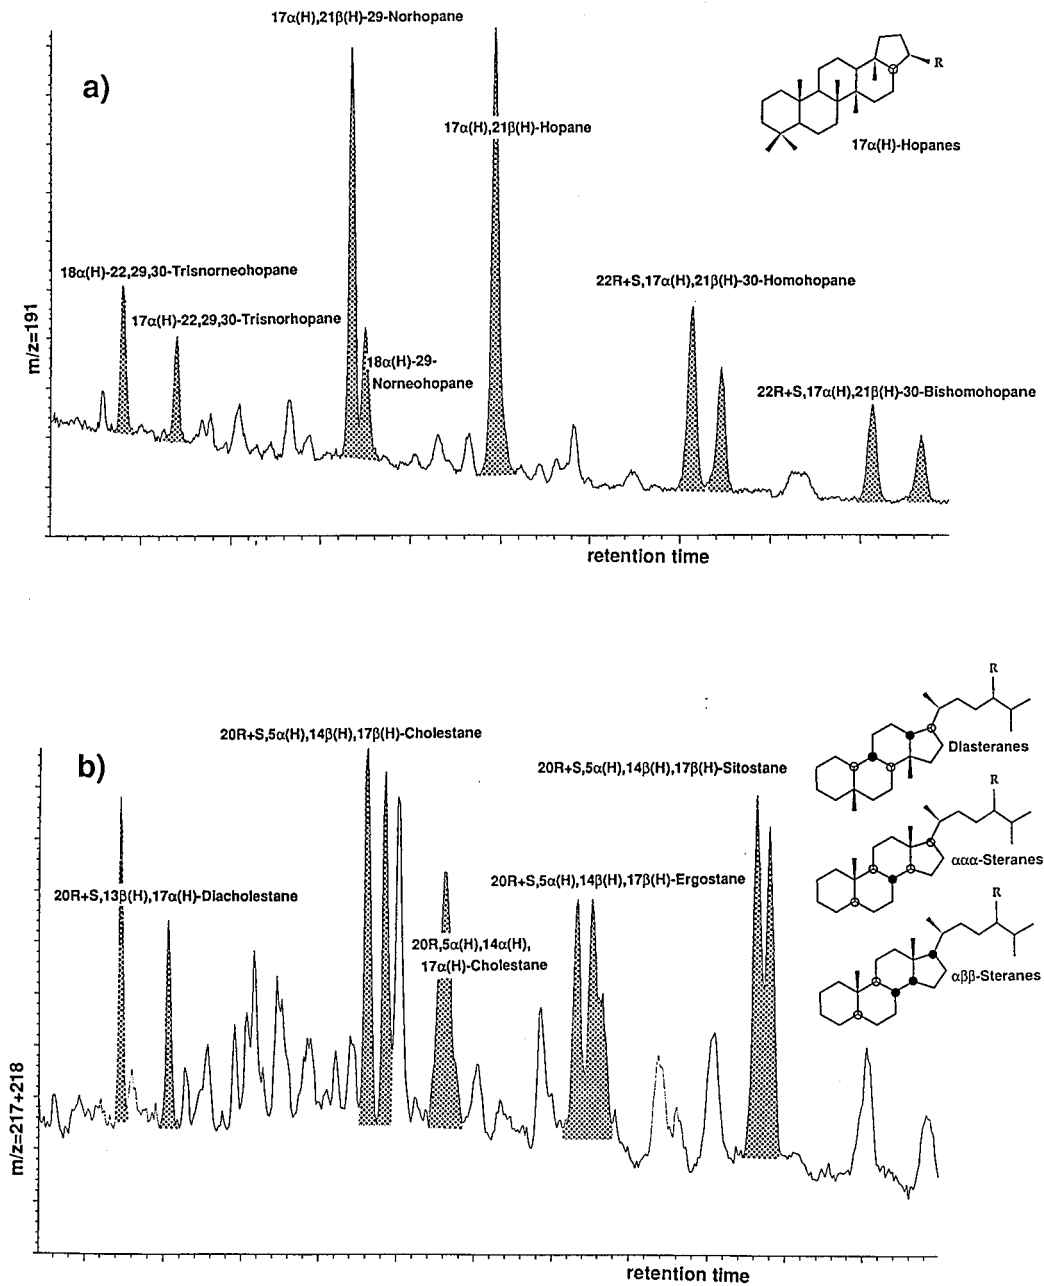 17α(H),21β(H)-29-Norhopane
a)
R
17α(H),21β(H)-Hopane
17α(H)-Hopanes
18α(H)-22,29,30-Trisnorneohopane
22R+S,17α(H),21β(H)-30-Homohopane
17α(H)-22,29,30-Trisnorhopane
m/z=191
18α(H)-29-
Norneohopane
22R+S,17α(H),21β(H)-30-Bishomohopane
retention time
R
20R+S,5α(H),14β(H),17β(H)-Cholestane
Diasteranes
b)
20R+S,5α(H),14β(H),17β(H)-Sitostane
R
ααα-Steranes
20R+S,5α(H),14β(H),17β(H)-Ergostane
20R+S,13β(H),17α(H)-Diacholestane
R
20R,5α(H),14α(H),
17α(H)-Cholestane
αββ-Steranes
m/z=217+218
retention time